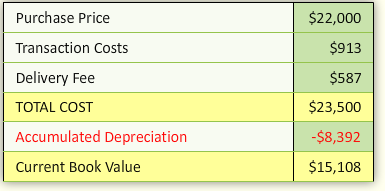 Purchase Price $22,000
Transaction Costs $913
Delivery Fee $587
TOTAL COST $23,500
Accumulated Depreciation -$8,392
Current Book Value $15,108